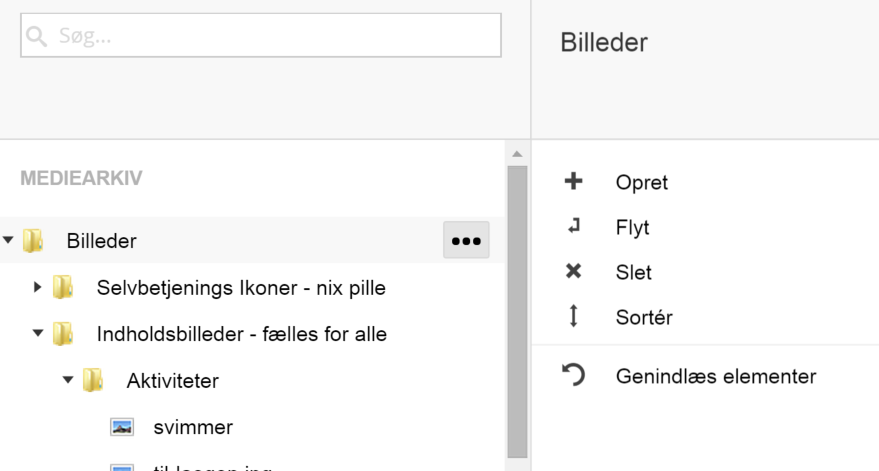 Søg...
MEDIEARKIV
Billeder
Selvbetjenings Ikoner - nix pille
Indholdsbilleder - fælles for alle
Aktiviteter
svimmer
Billeder
Opret
Flyt
Slet
Sortér
Genindlæs elementer